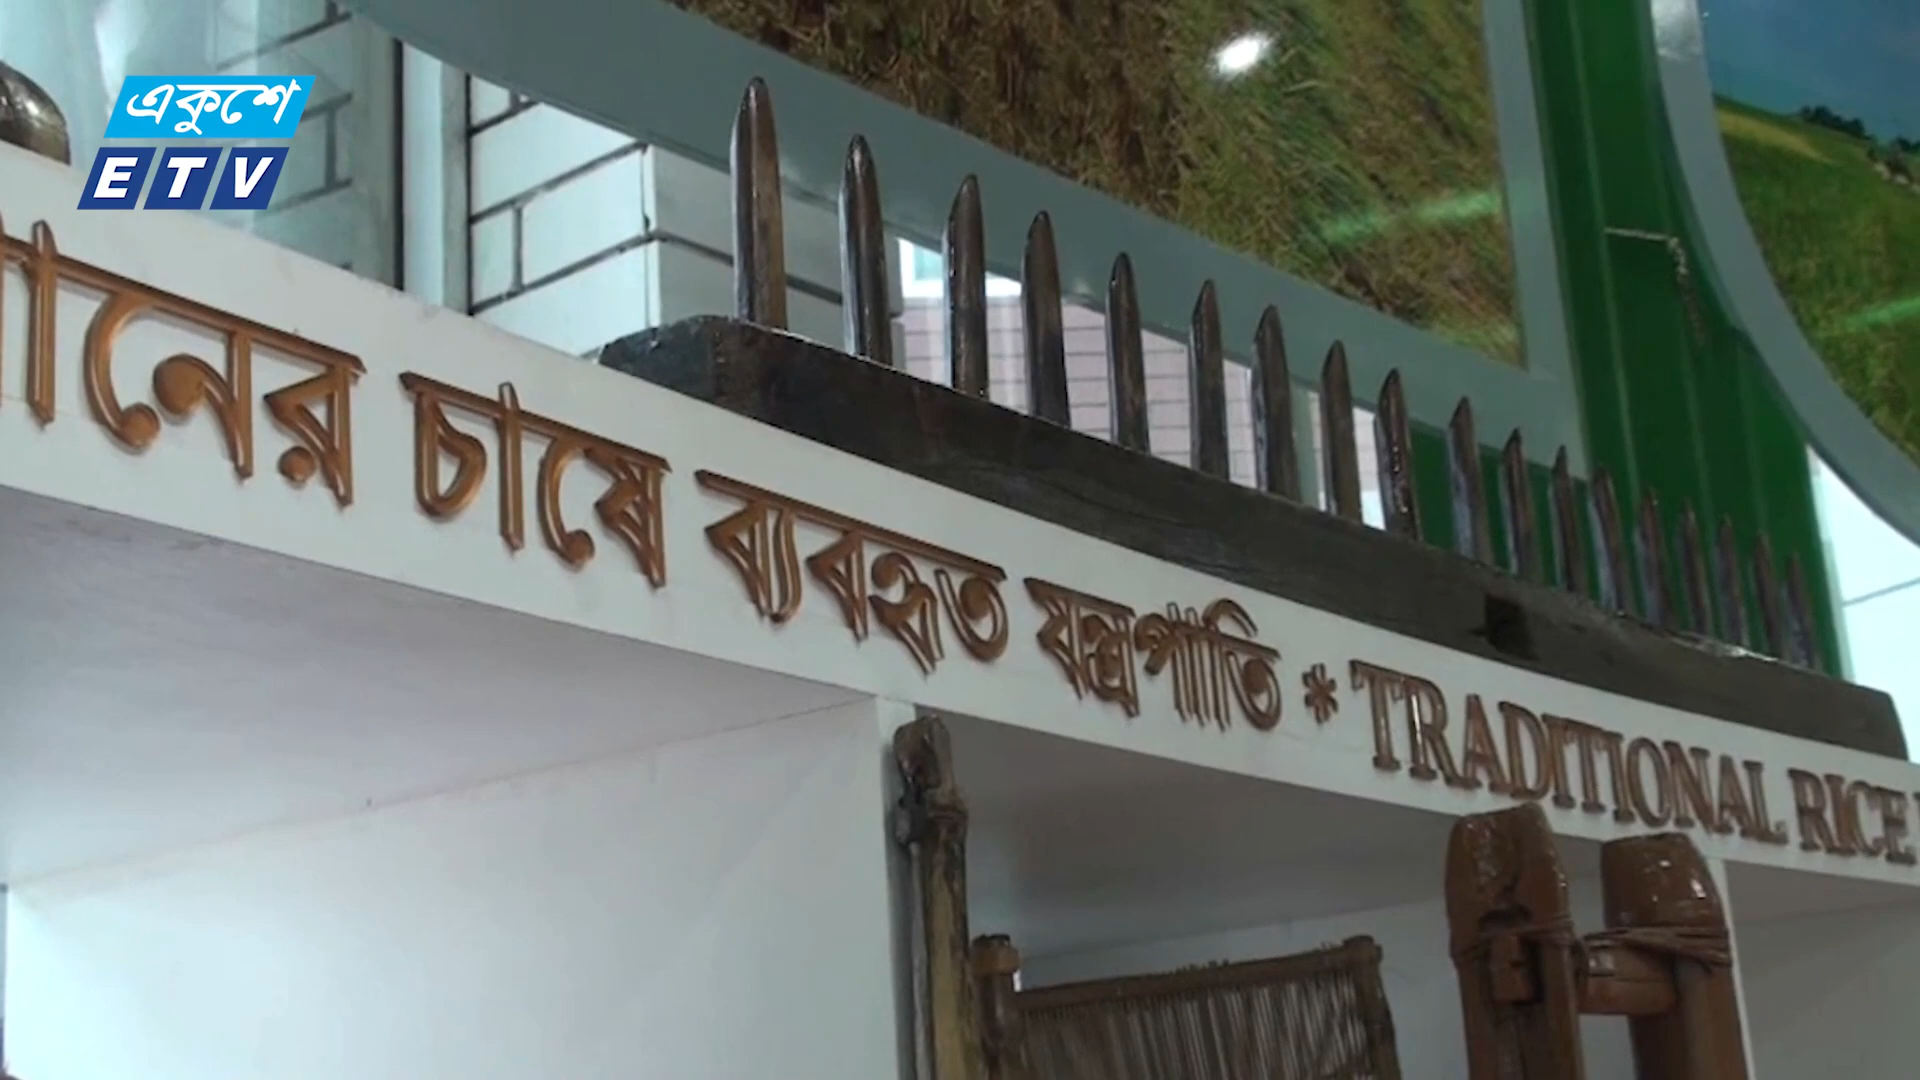 একুশে
ETV
ানের চাষে ব্যবহৃত যন্ত্রপাতি * TRADITIONAL RICE